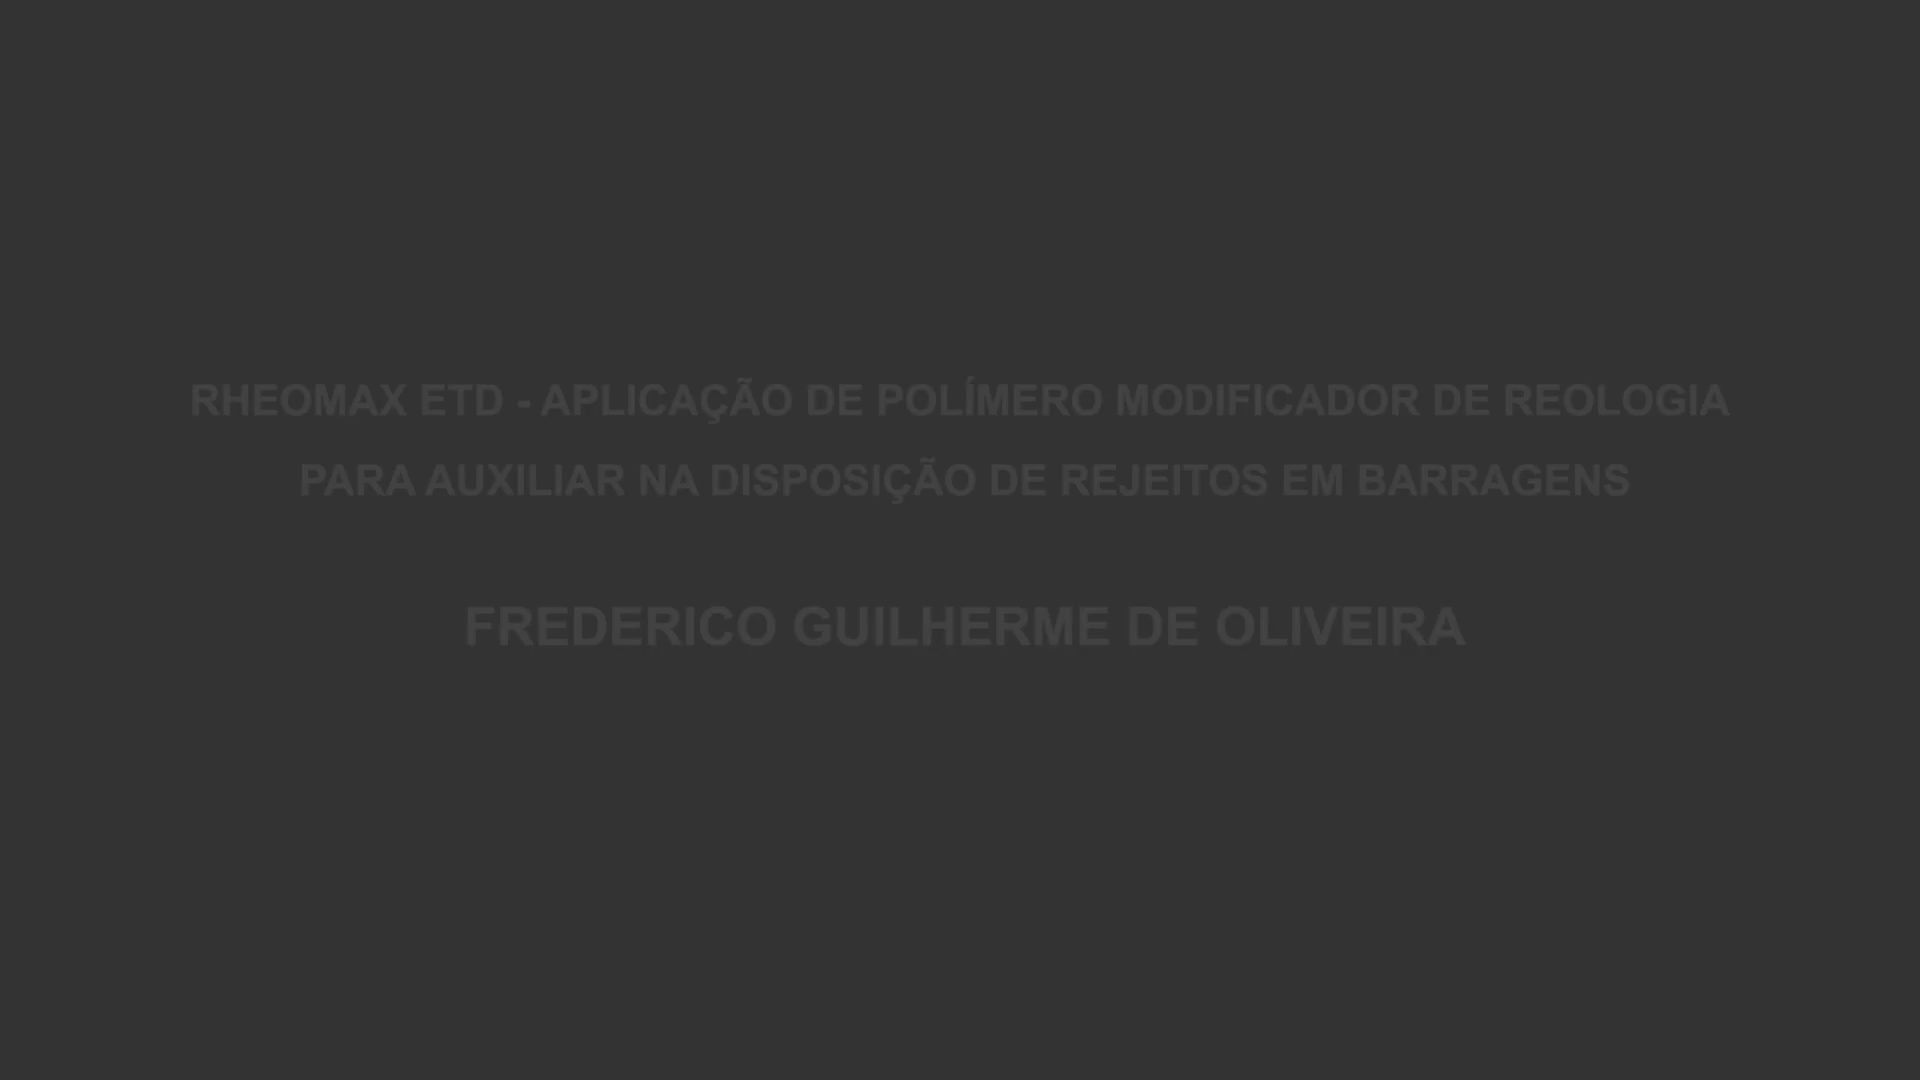 RHEOMAX ETD - APLICAÇÃO DE POLÍMERO MODIFICADOR DE REOLOGIA
PARA AUXILIAR NA DISPOSIÇÃO DE REJEITOS EM BARRAGENS
FREDERICO GUILHERME DE OLIVEIRA